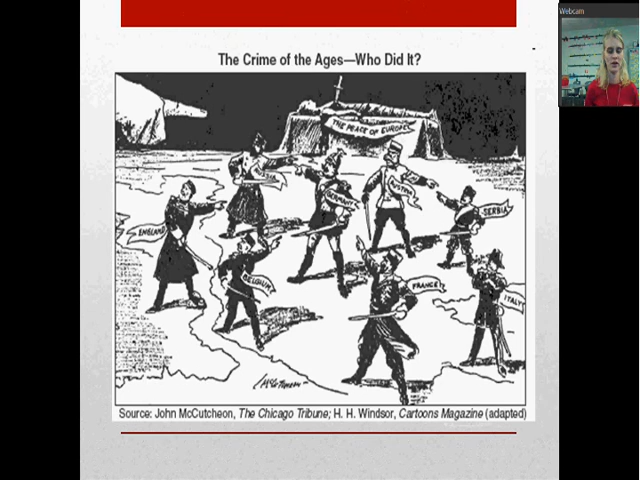 Webcam
The Crime of the Ages—Who Did It?
THE PEACE OF EUROPE
GERMANY
AUSTRIA
SERBIA
ENGLAND
BELGIUM
FRANCE
ITALY
McCutcheon
Source: John McCutcheon, The Chicago Tribune; H. H. Windsor, Cartoons Magazine (adapted)